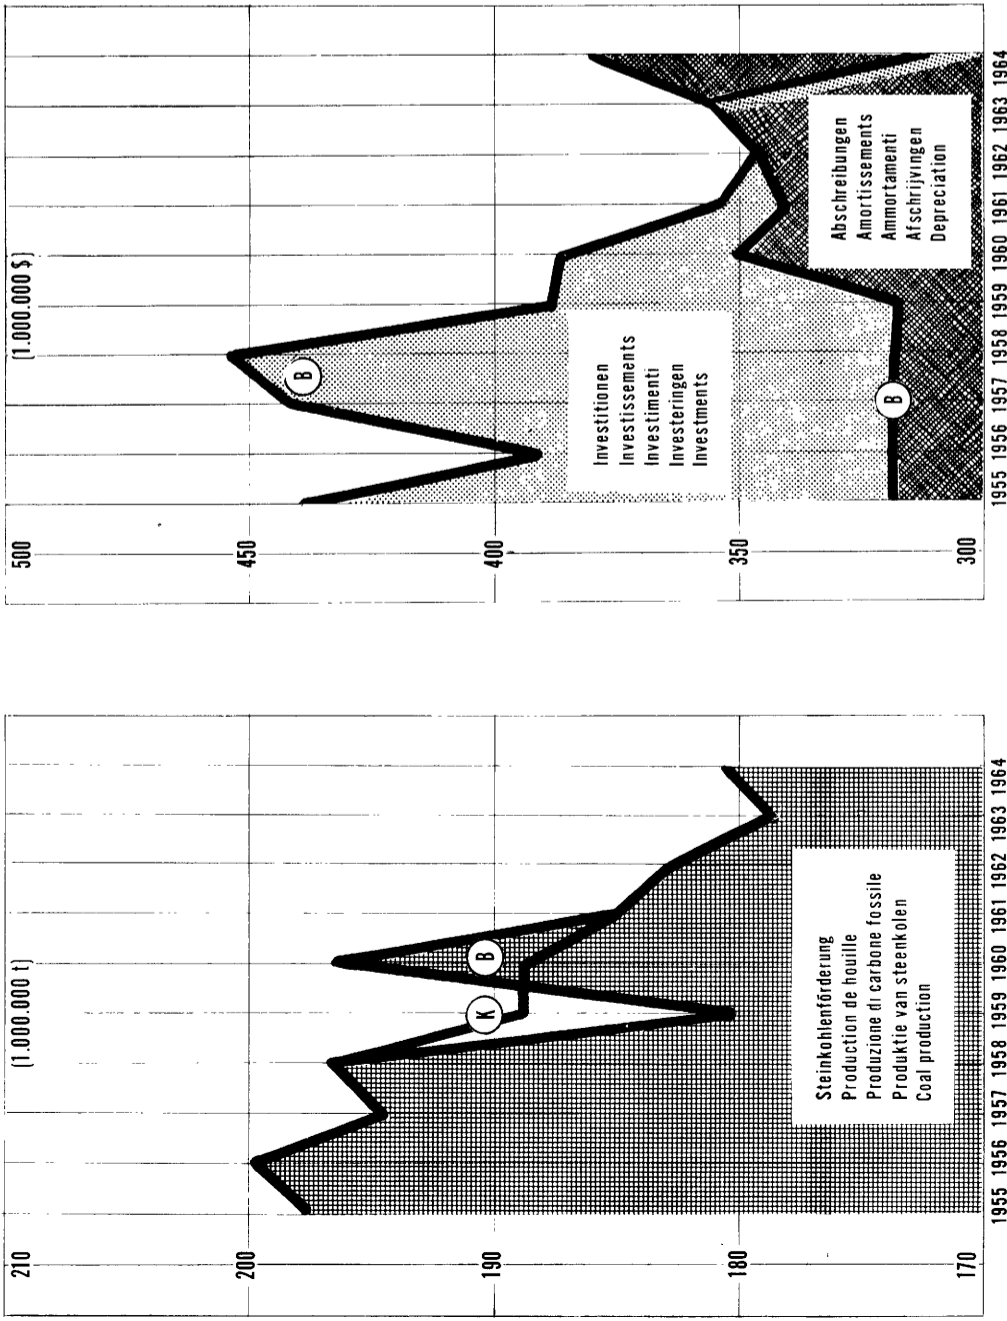 (1.000.000 t)
210
200
190
180
170
K
B
Steinkohlenförderung
Production de houille
Produzione di carbone fossile
Produktie van steenkolen
Coal production
1955 1956 1957 1958 1959 1960 1961 1962 1963 1964
(1.000.000 $)
500
450
400
350
300
B
Investitionen
Investissements
Investimenti
Investeringen
Investments
B
Abschreibungen
Amortissements
Ammortamenti
Afschrijvingen
Depreciation
1955 1956 1957 1958 1959 1960 1961 1962 1963 1964